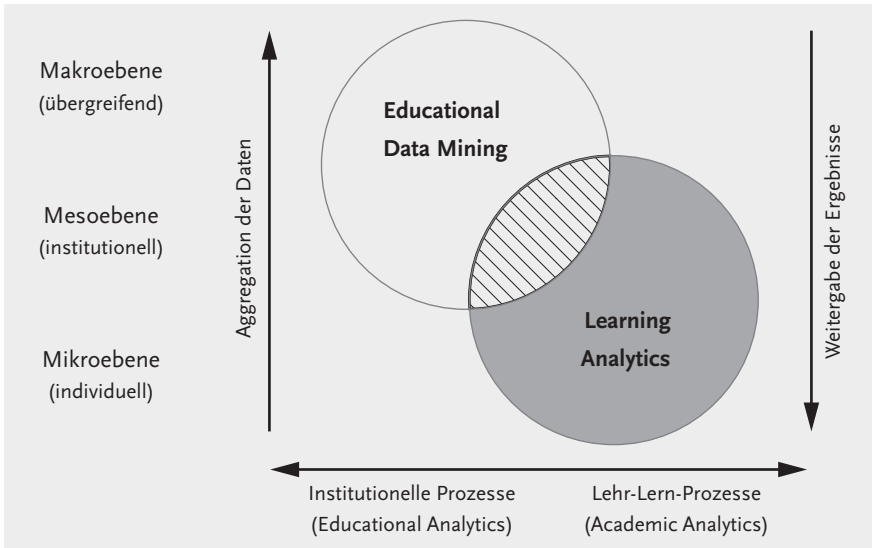 Makroebene
(übergreifend)
Mesoebene
(institutionell)
Mikroebene
(individuell)
Aggregation der Daten
Educational
Data Mining
Learning
Analytics
Weitergabe der Ergebnisse
Institutionelle Prozesse
(Educational Analytics)
Lehr-Lern-Prozesse
(Academic Analytics)